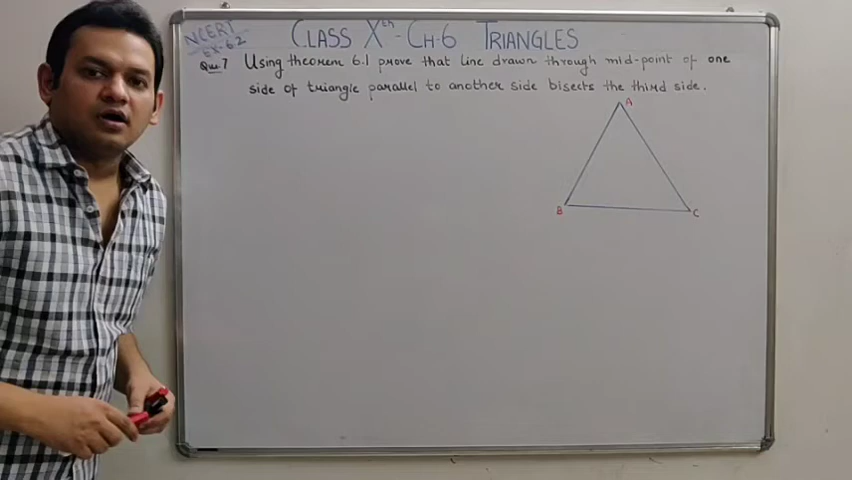 NCERT
EX-6.2
CLASS Xth - CH-6 TRIANGLES
Que.7 Using theorem 6.1 prove that line drawn through mid-point of one
side of triangle parallel to another side bisects the third side.
A
B
C